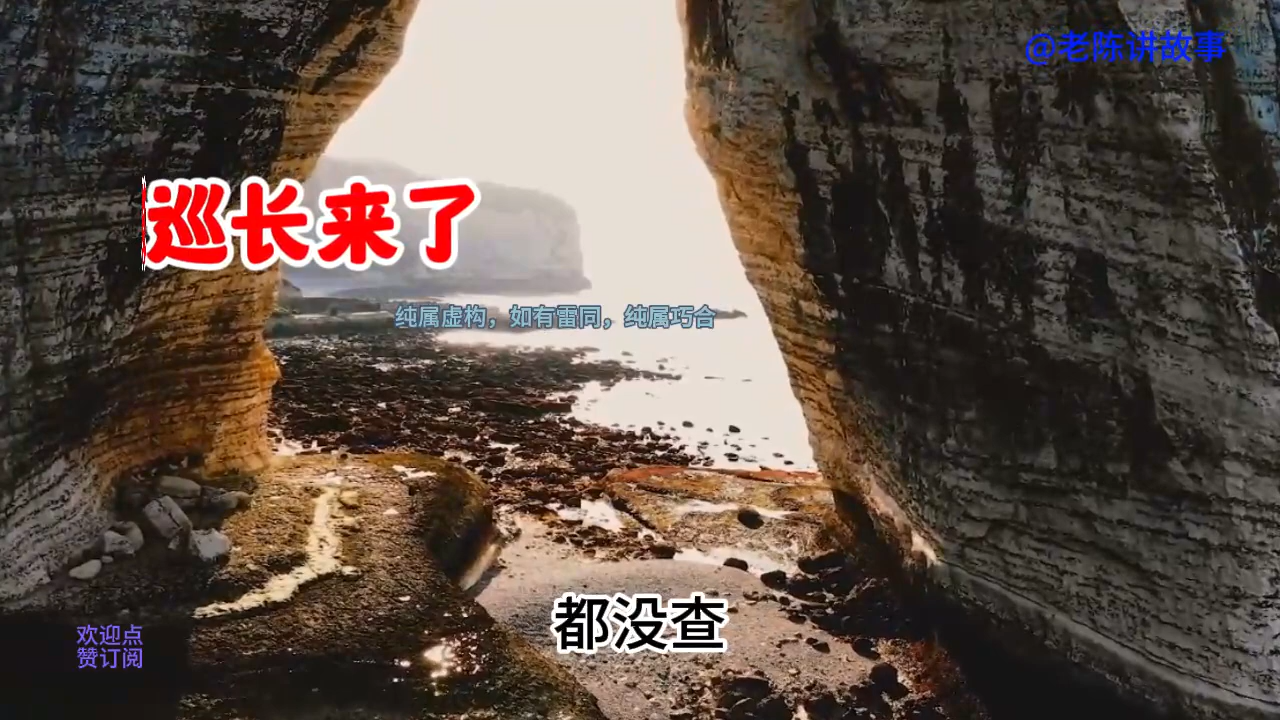 @老陈讲故事
巡长来了
纯属虚构，如有雷同，纯属巧合
都没查
欢迎点
赞订阅